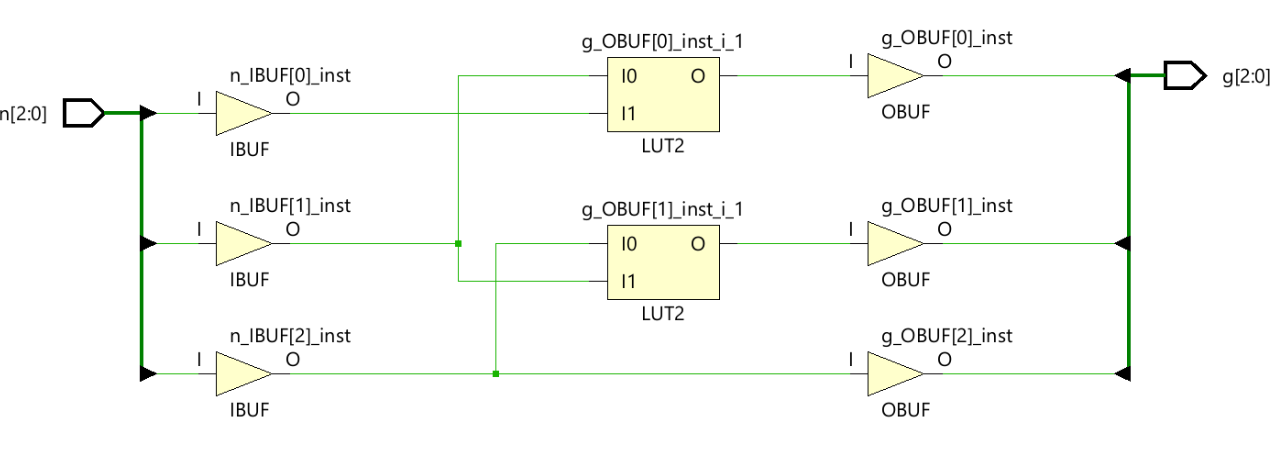 g_OBUF[0]_inst_i_1
g_OBUF[0]_inst
n_IBUF[0]_inst
I0 O
I O
n[2:0]
I O
I1
OBUF
g[2:0]
IBUF
LUT2
n_IBUF[1]_inst
g_OBUF[1]_inst_i_1
g_OBUF[1]_inst
I O
I0 O
I O
IBUF
I1
OBUF
LUT2
n_IBUF[2]_inst
g_OBUF[2]_inst
I O
I O
IBUF
OBUF